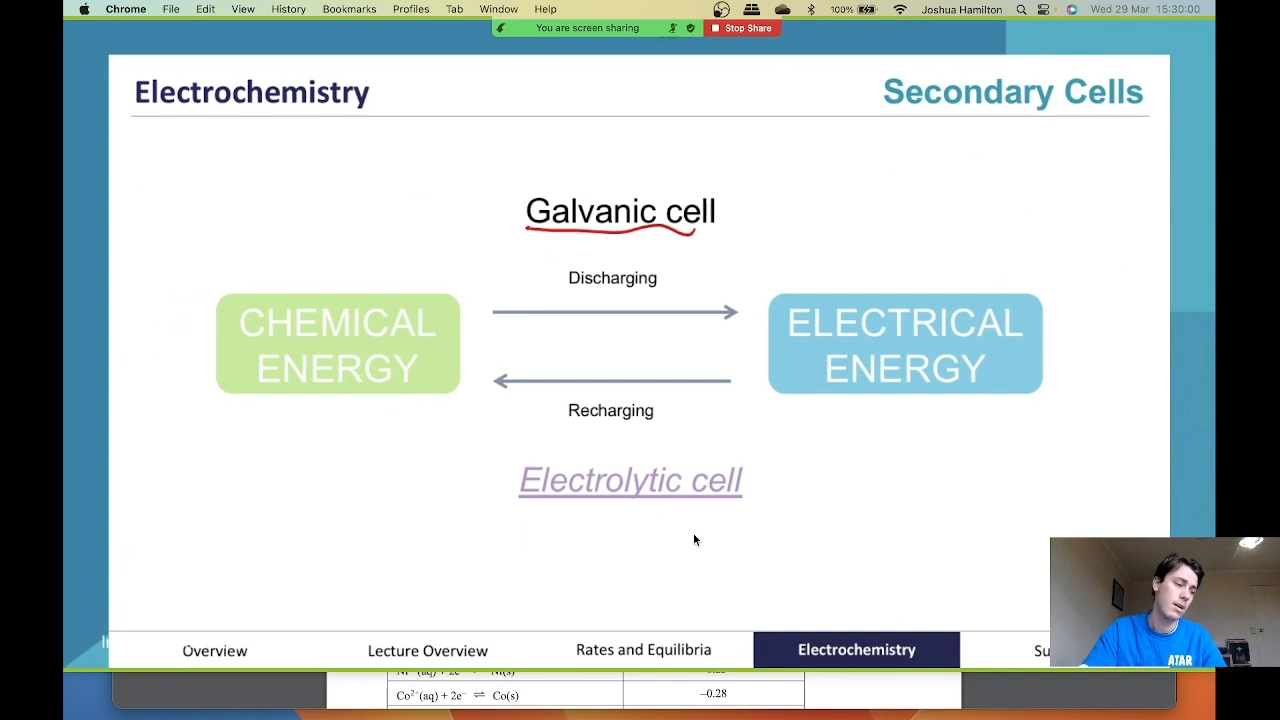 Chrome File Edit View History Bookmarks Profiles Tab Window Help 100% Joshua Hamilton Wed 29 Mar 15:30:00
You are screen sharing Stop Share
Electrochemistry Secondary Cells
Galvanic cell
Discharging
CHEMICAL
ENERGY
ELECTRICAL
ENERGY
Recharging
Electrolytic cell
ATAR
Overview Lecture Overview Rates and Equilibria Electrochemistry Su
Co²⁺(aq) + 2e⁻ ⇌ Co(s) –0.28